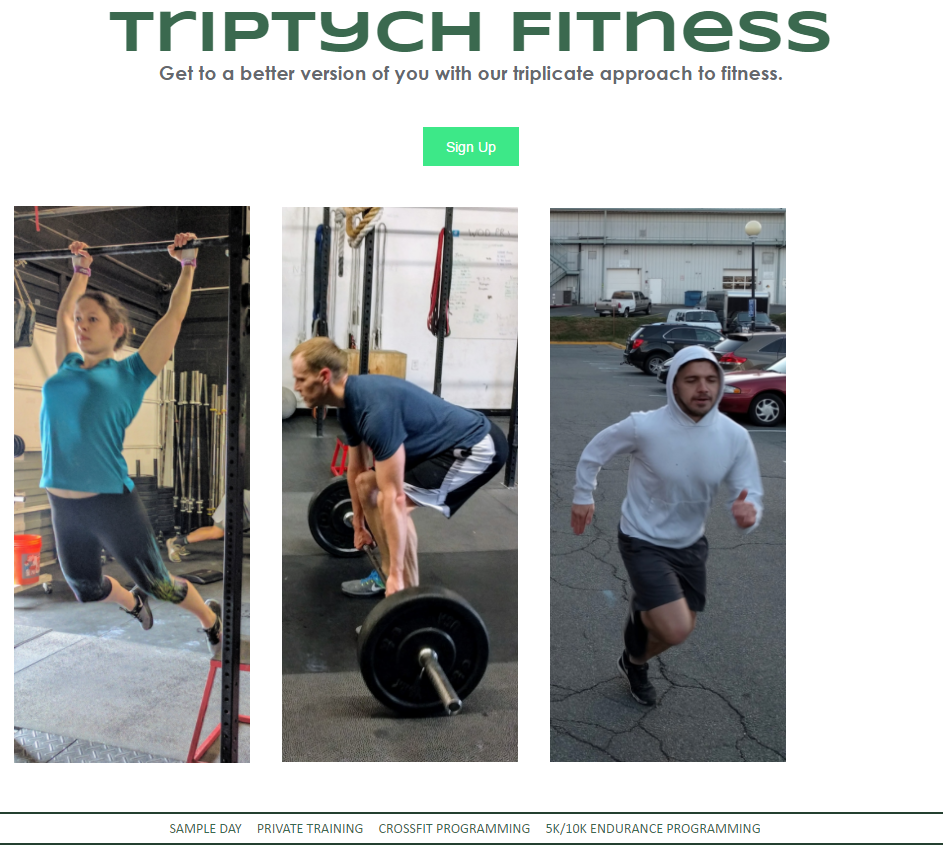 Triptych Fitness
Get to a better version of you with our triplicate approach to fitness.
Sign Up
SAMPLE DAY PRIVATE TRAINING CROSSFIT PROGRAMMING 5K/10K ENDURANCE PROGRAMMING